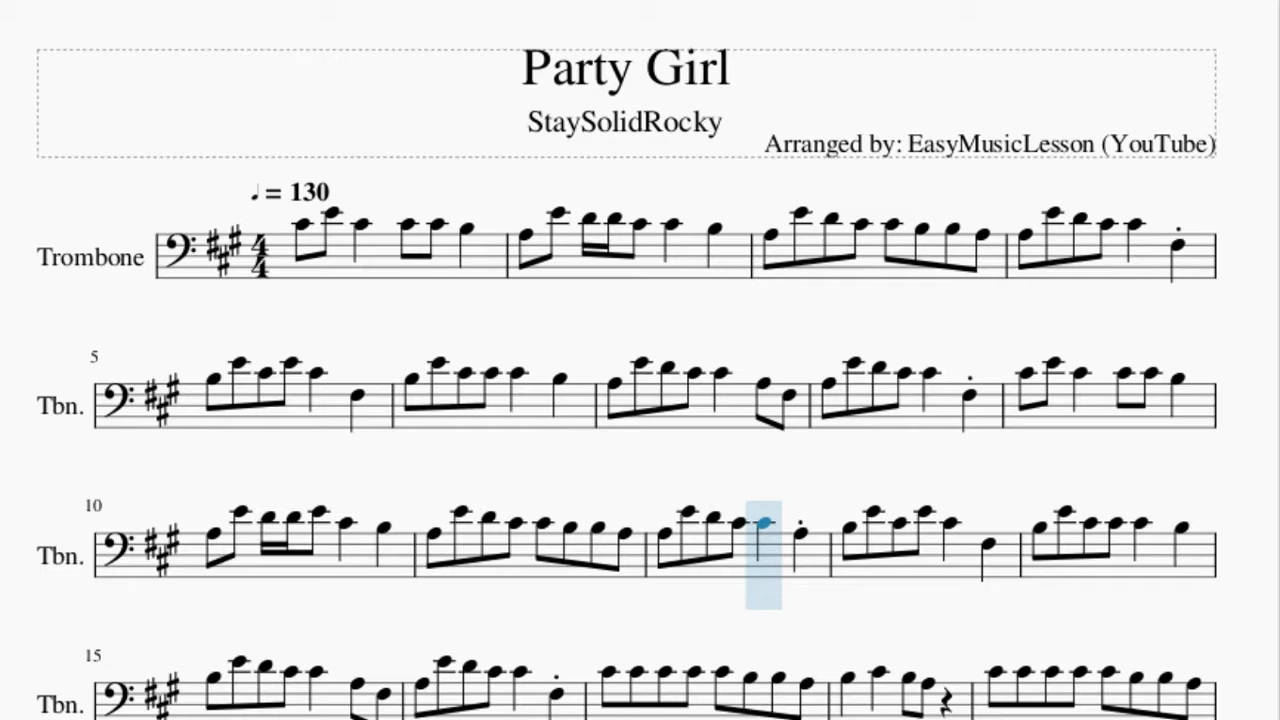 Party Girl
StaySolidRocky
Arranged by: EasyMusicLesson (YouTube)
♩ = 130
Trombone
4
4
5
Tbn.
10
Tbn.
15
Tbn.